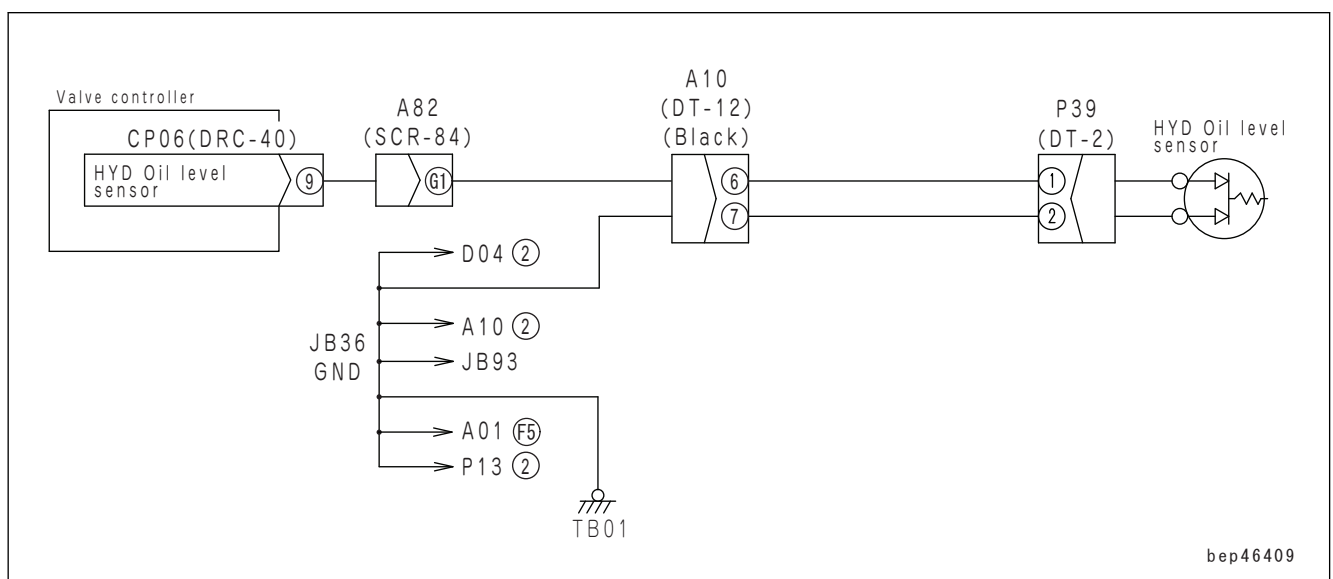 Valve controller
CP06(DRC-40)
HYD Oil level
sensor
9
A82
(SCR-84)
G1
A10
(DT-12)
(Black)
6
7
P39
(DT-2)
1
2
HYD Oil level
sensor
D04 2
A10 2
JB36
GND
JB93
A01 F5
P13 2
TB01
bep46409